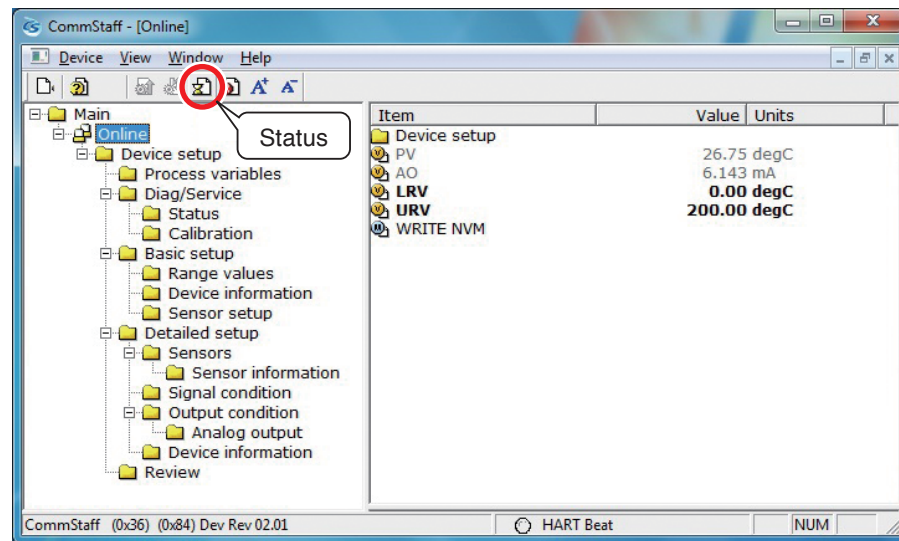 CommStaff - [Online]
Device View Window Help
A+ A-
Status
Main
Online
Device setup
Process variables
Diag/Service
Status
Calibration
Basic setup
Range values
Device information
Sensor setup
Detailed setup
Sensors
Sensor information
Signal condition
Output condition
Analog output
Device information
Review
Item Value Units
Device setup
PV 26.75 degC
AO 6.143 mA
LRV 0.00 degC
URV 200.00 degC
WRITE NVM
CommStaff (0x36) (0x84) Dev Rev 02.01 HART Beat NUM